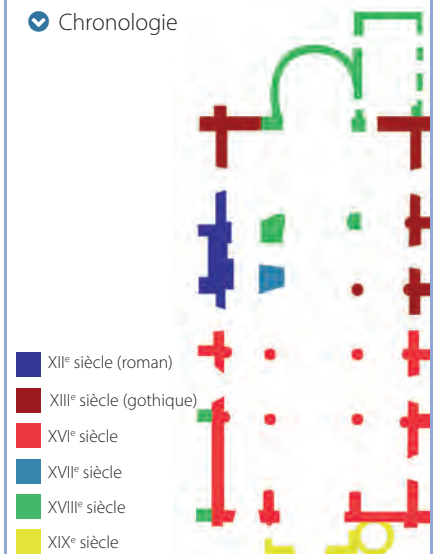 Chronologie
XIIᵉ siècle (roman)
XIIIᵉ siècle (gothique)
XVIᵉ siècle
XVIIᵉ siècle
XVIIIᵉ siècle
XIXᵉ siècle